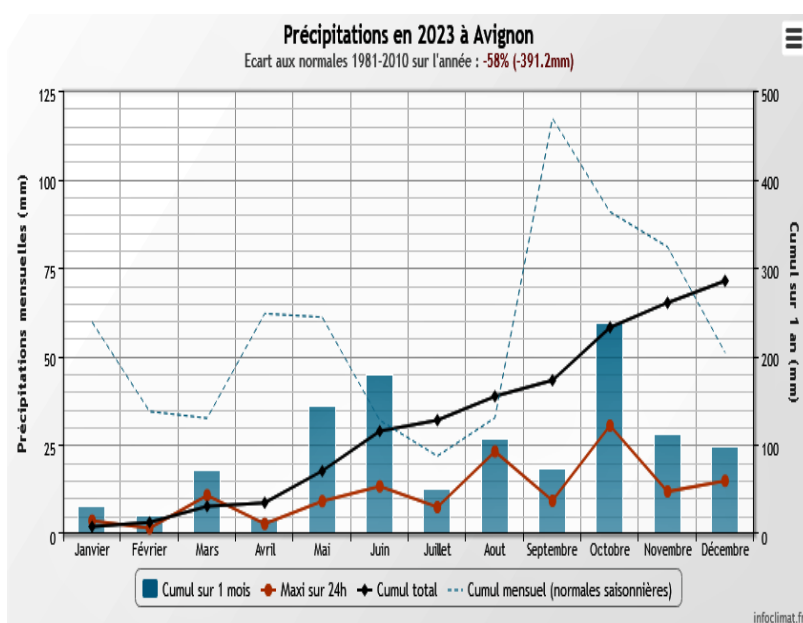 Précipitations en 2023 à Avignon
Ecart aux normales 1981-2010 sur l'année : -58% (-391.2mm)
125
100
75
50
25
0
Précipitations mensuelles (mm)
500
400
300
200
100
0
Cumul sur 1 an (mm)
Janvier Février Mars Avril Mai Juin Juillet Aout Septembre Octobre Novembre Décembre
Cumul sur 1 mois Maxi sur 24h Cumul total Cumul mensuel (normales saisonnières)
infoclimat.fr